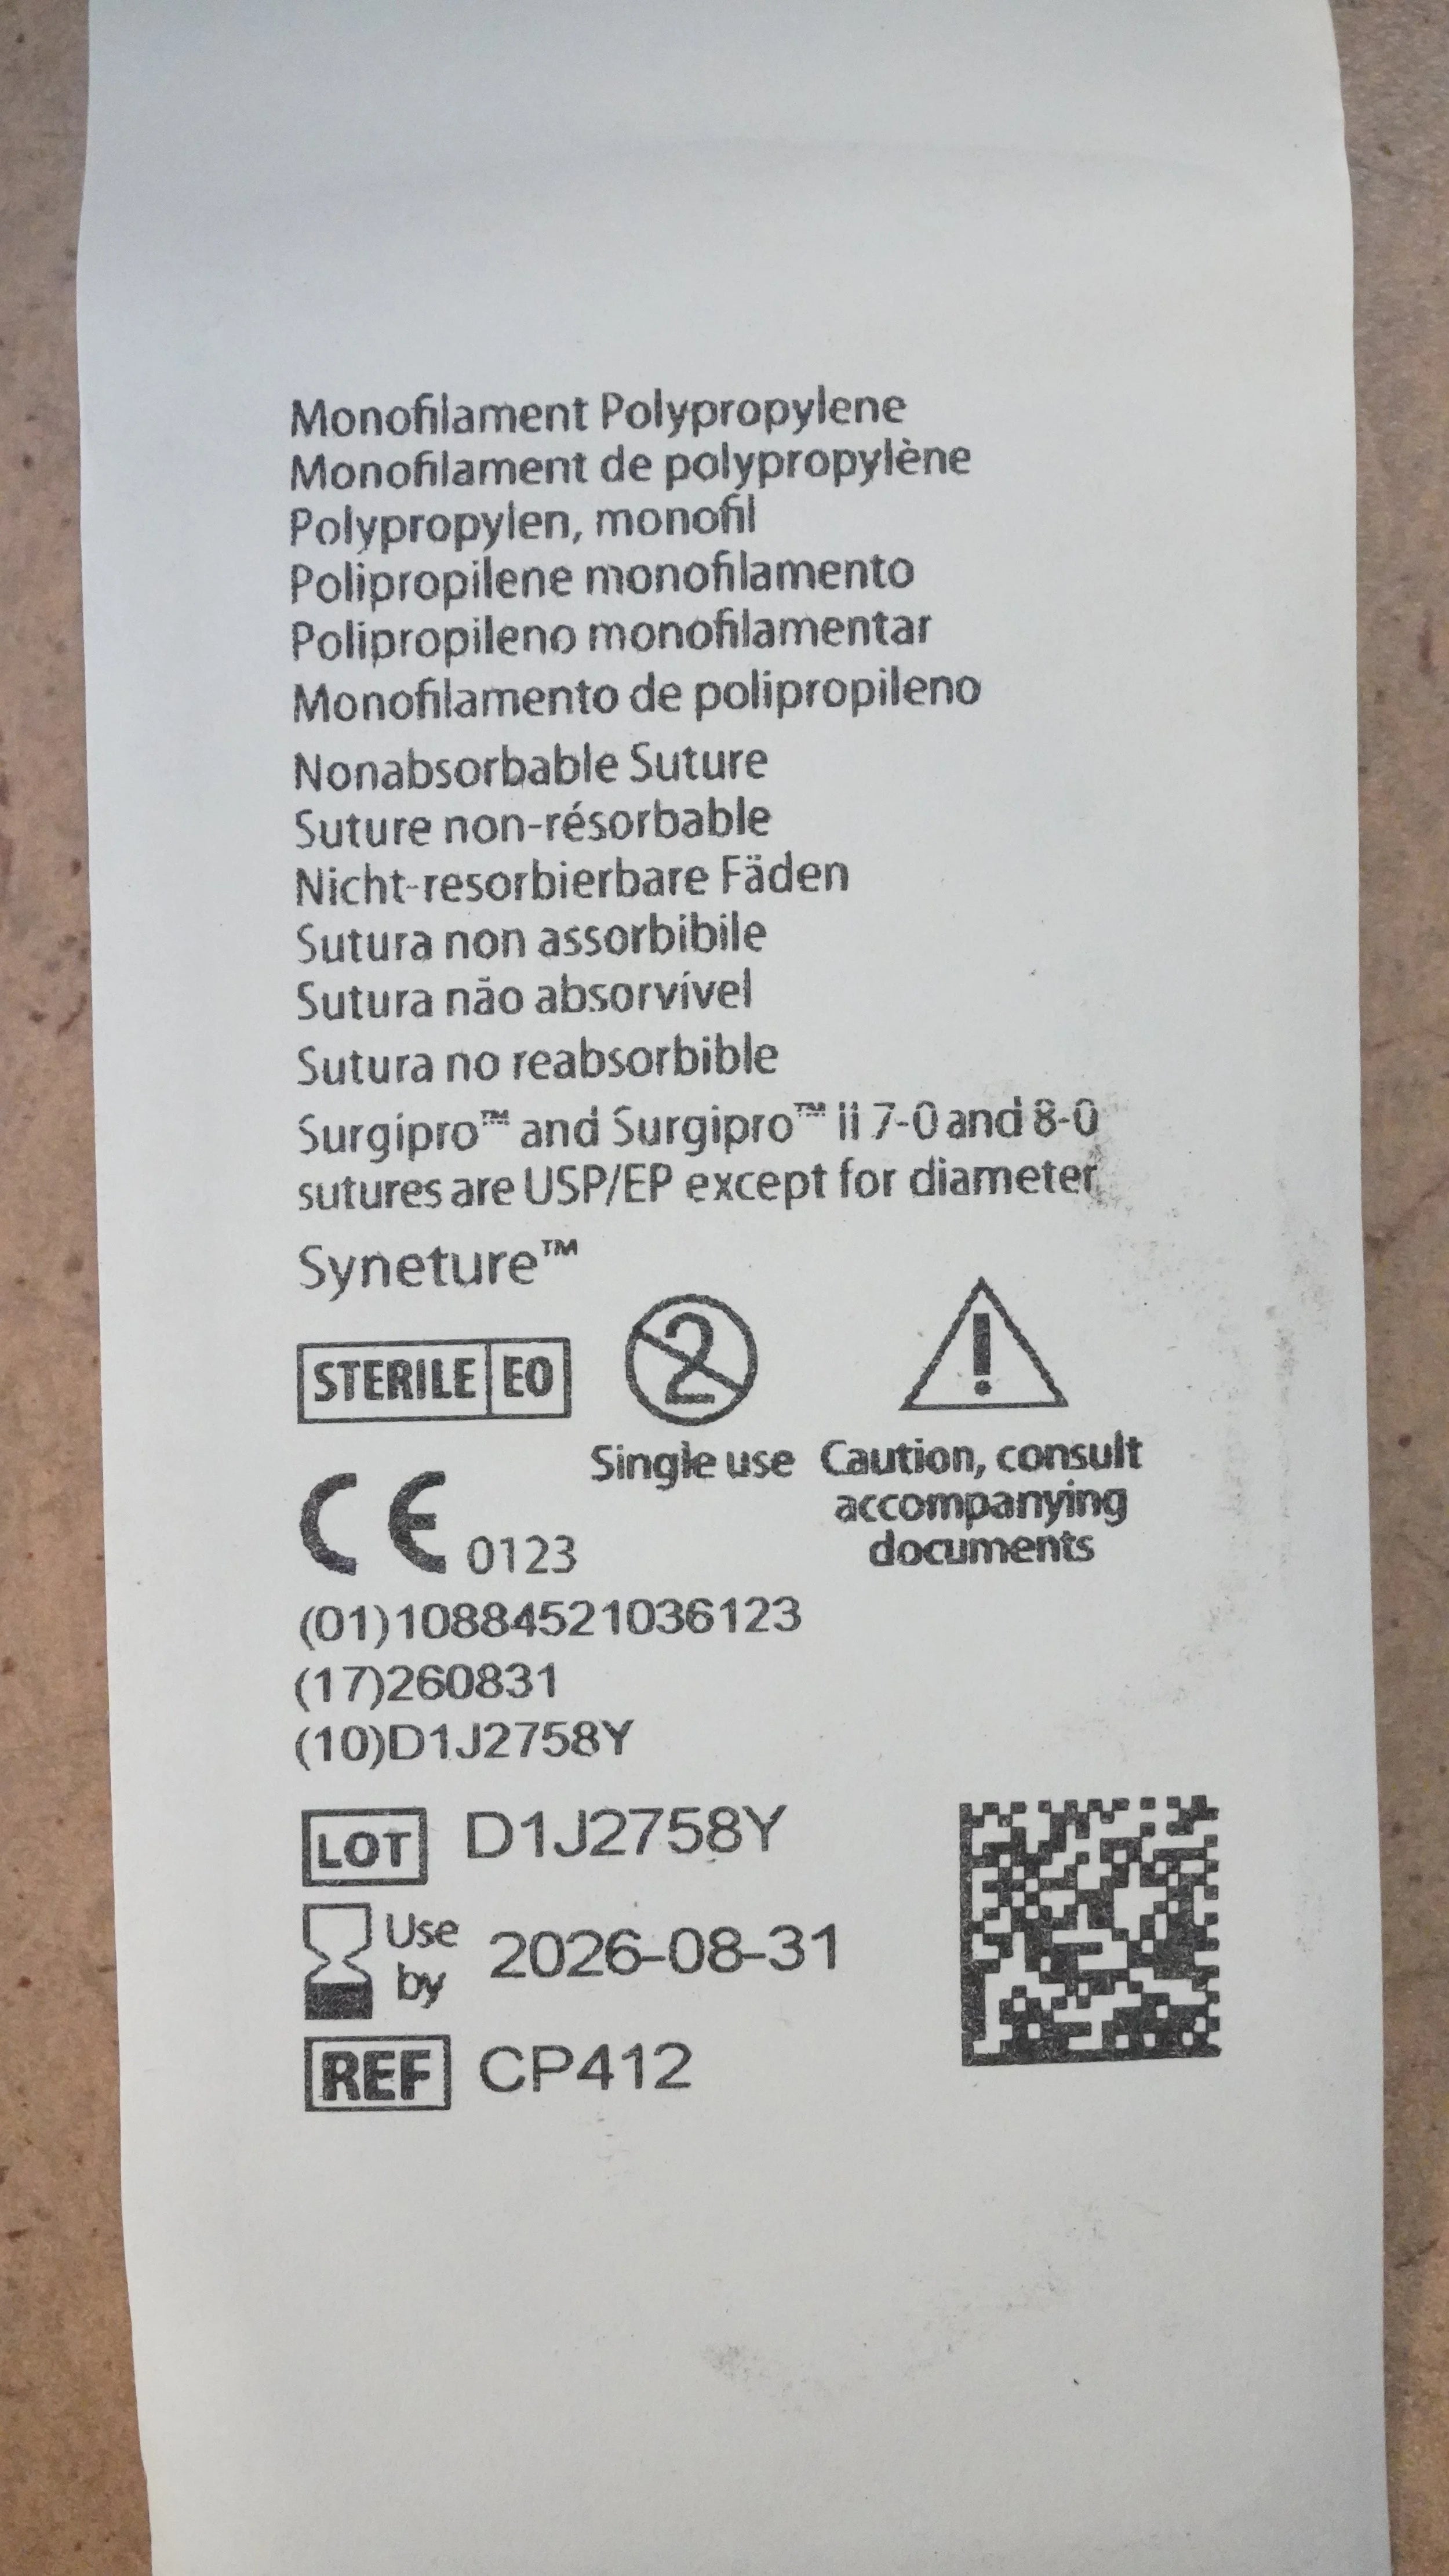 Monofilament Polypropylene
Monofilament de polypropylène
Polypropylen, monofil
Polipropilene monofilamento
Polipropileno monofilamentar
Monofilamento de polipropileno
Nonabsorbable Suture
Suture non-résorbable
Nicht-resorbierbare Fäden
Sutura non assorbibile
Sutura não absorvível
Sutura no reabsorbible
Surgipro™ and Surgipro™ II 7-0 and 8-0
sutures are USP/EP except for diameter
Syneture™
STERILE EO
2
!
Single use
Caution, consult
accompanying
documents
CE 0123
(01)10884521036123
(17)260831
(10)D1J2758Y
LOT D1J2758Y
Use by 2026-08-31
REF CP412